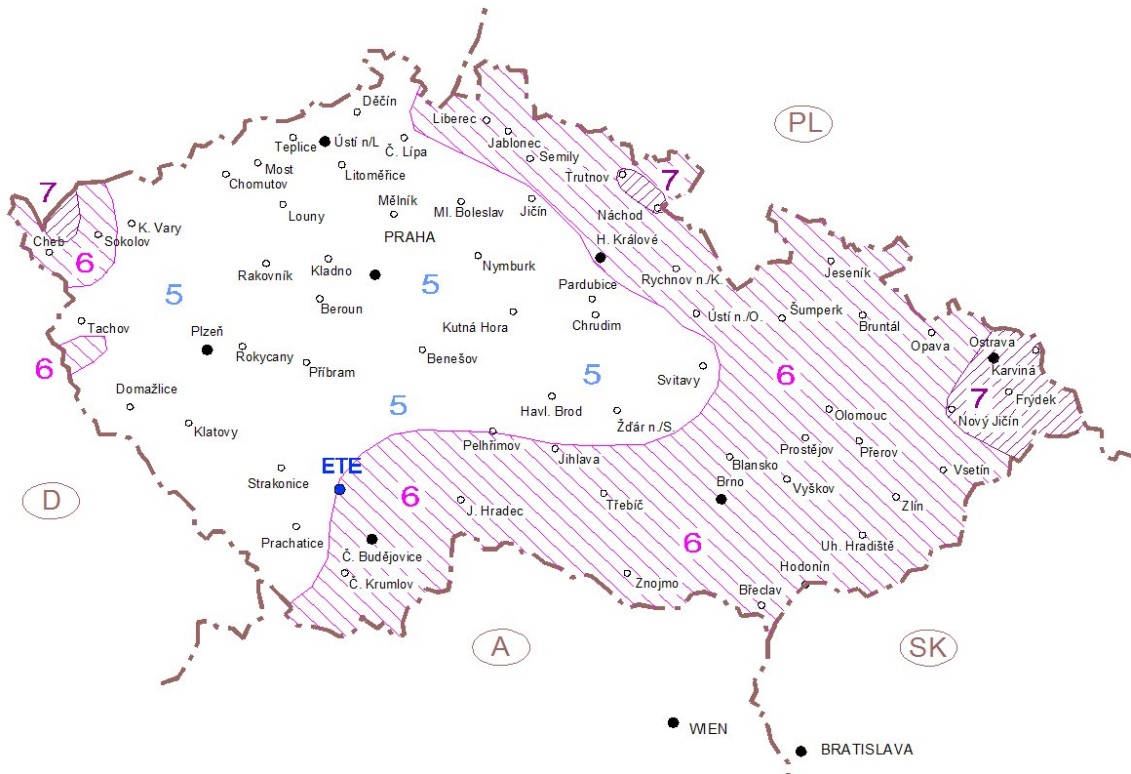 Děčín
PL
Liberec
Teplice
Ústí n/L
Jablonec
Č. Lípa
Semily
Most
Litoměřice
Chomutov
Trutnov
7
7
Louny
Mělník
Ml. Boleslav
Jičín
Náchod
K. Vary
PRAHA
H. Králové
Cheb
Sokolov
6
Rakovník
Kladno
Nymburk
Rychnov n./K.
Jeseník
5
5
Pardubice
Beroun
Kutná Hora
Chrudim
Ústí n./O.
Šumperk
Bruntál
Tachov
Plzeň
Opava
Ostrava
6
Rokycany
Příbram
Benešov
5
Svitavy
6
Karviná
Domažlice
5
Havl. Brod
7
Frýdek
Klatovy
Žďár n./S.
Olomouc
Nový Jičín
Pelhřimov
Jihlava
Prostějov
Přerov
ETE
Blansko
Vsetín
Strakonice
Brno
Vyškov
D
6
J. Hradec
Třebíč
Zlín
Prachatice
6
Č. Budějovice
Uh. Hradiště
Č. Krumlov
Znojmo
Hodonín
Břeclav
A
SK
WIEN
BRATISLAVA